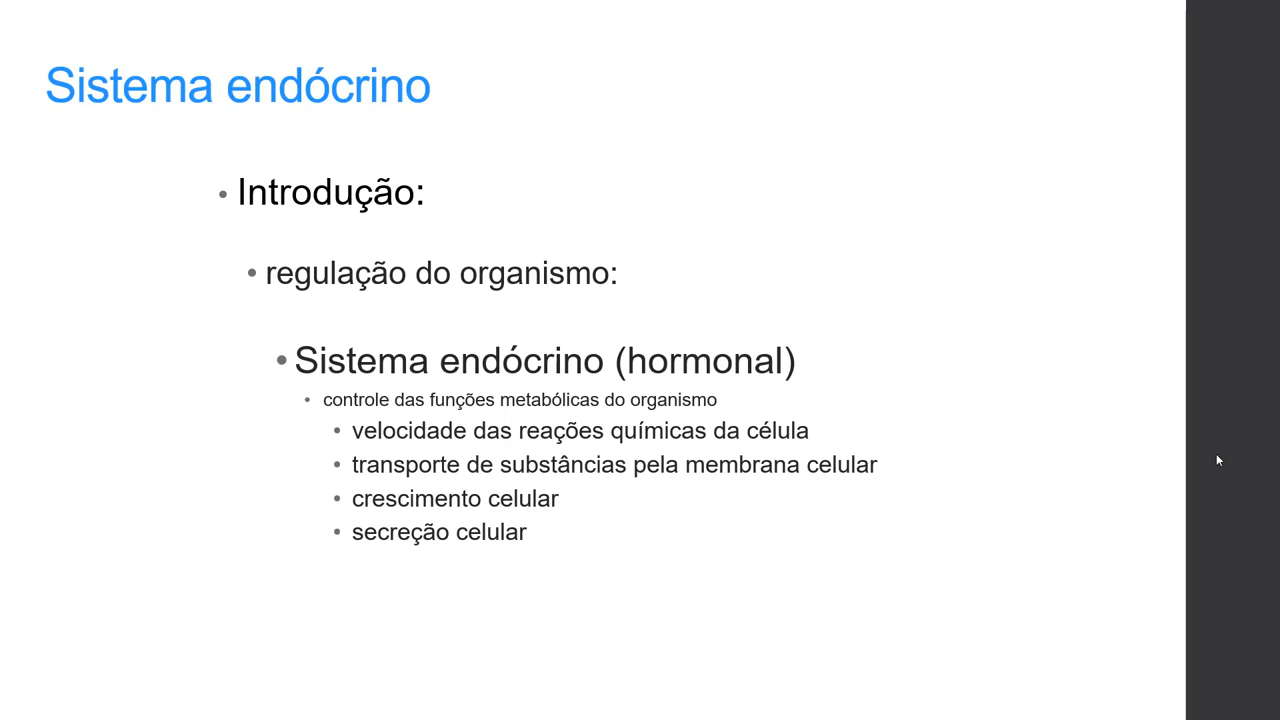 Sistema endócrino
• Introdução:
• regulação do organismo:
• Sistema endócrino (hormonal)
• controle das funções metabólicas do organismo
• velocidade das reações químicas da célula
• transporte de substâncias pela membrana celular
• crescimento celular
• secreção celular